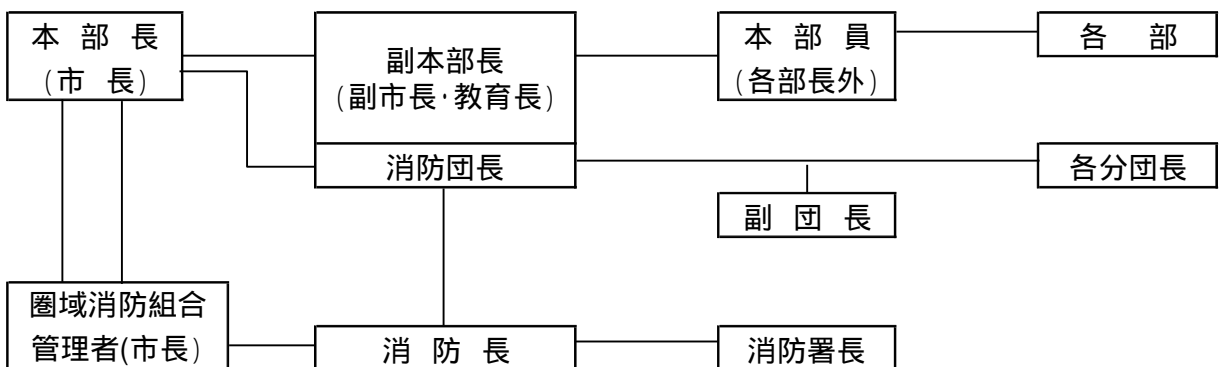 本部長
(市長)
副本部長
(副市長・教育長)
本部員
(各部長外)
各部
消防団長
各分団長
副団長
圏域消防組合
管理者(市長)
消防長
消防署長